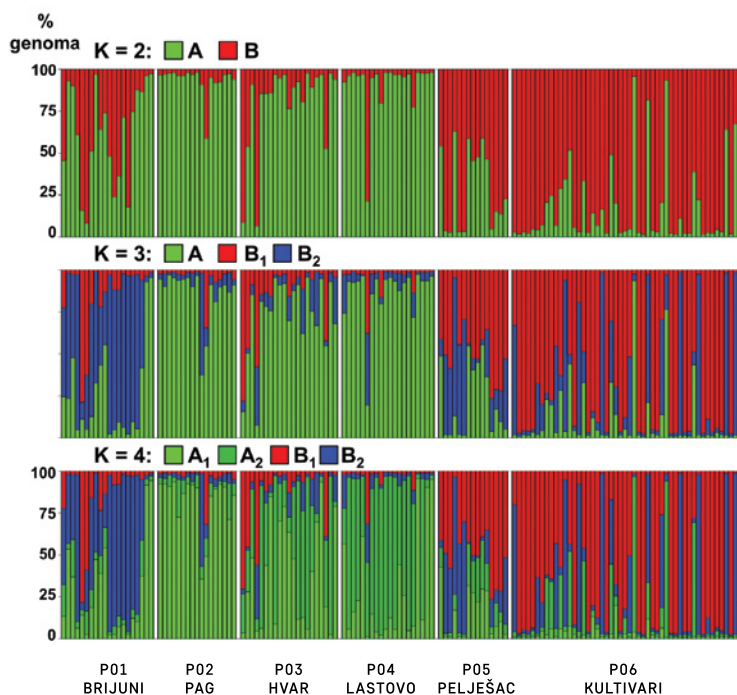 %
genoma
K = 2: A B
100
75
50
25
0
K = 3: A B₁ B₂
K = 4: A₁ A₂ B₁ B₂
100
75
50
25
0
P01 P02 P03 P04 P05 P06
BRIJUNI PAG HVAR LASTOVO PELJEŠAC KULTIVARI